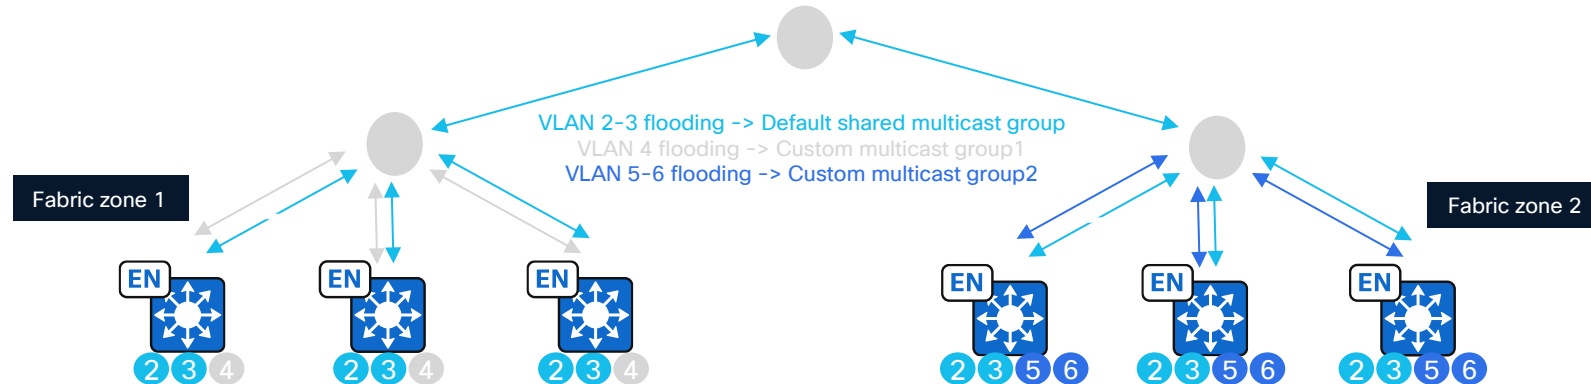 VLAN 2-3 flooding -> Default shared multicast group
VLAN 4 flooding -> Custom multicast group1
VLAN 5-6 flooding -> Custom multicast group2
Fabric zone 1
Fabric zone 2
EN
EN
EN
EN
EN
EN
2 3 4
2 3 4
2 3 4
2 3 5 6
2 3 5 6
2 3 5 6